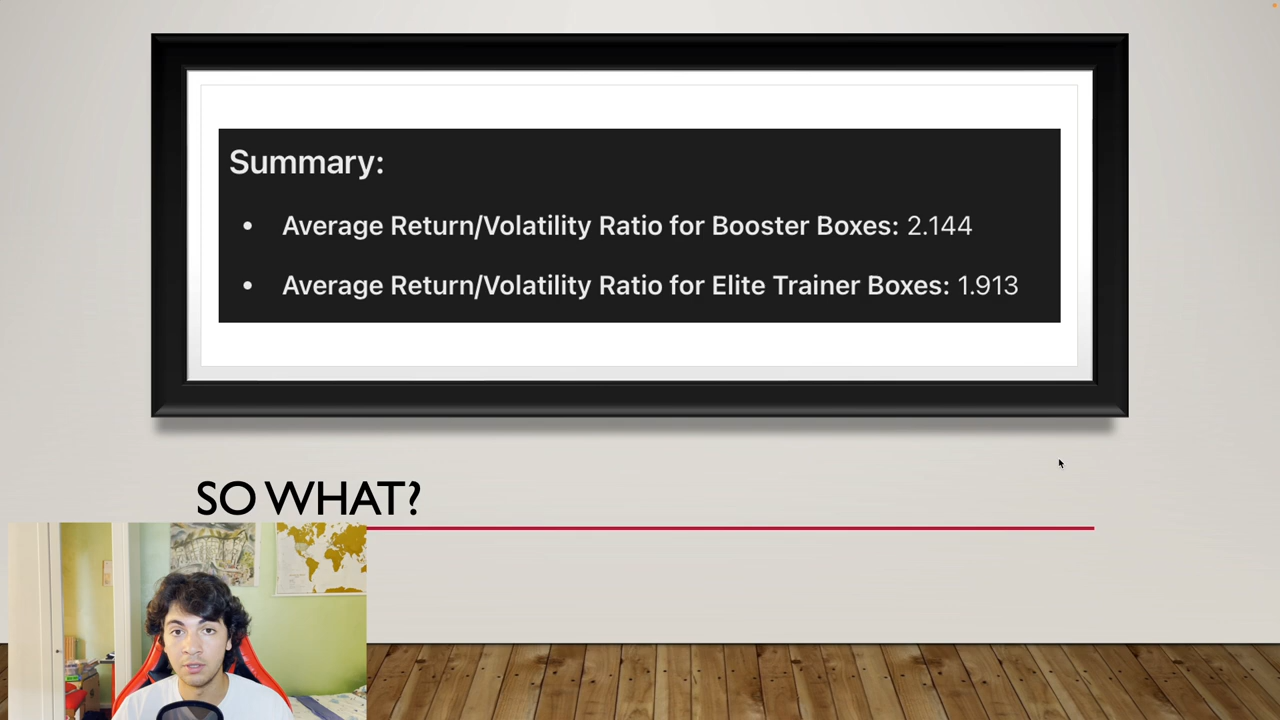 Summary:
• Average Return/Volatility Ratio for Booster Boxes: 2.144
• Average Return/Volatility Ratio for Elite Trainer Boxes: 1.913
SO WHAT?